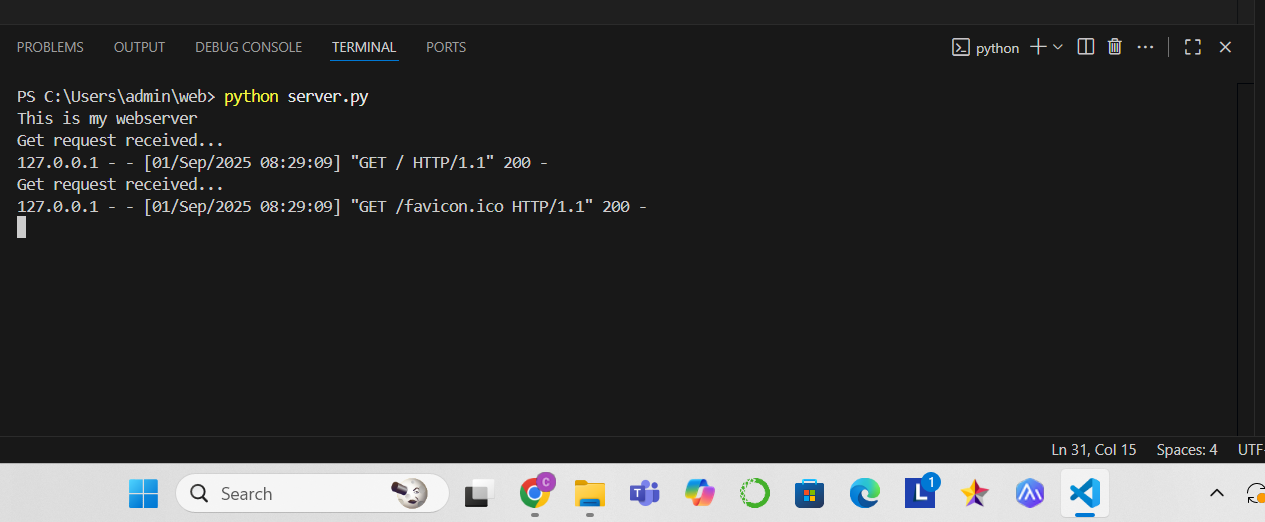 PROBLEMS OUTPUT DEBUG CONSOLE TERMINAL PORTS python
PS C:\Users\admin\web> python server.py
This is my webserver
Get request received...
127.0.0.1 - - [01/Sep/2025 08:29:09] "GET / HTTP/1.1" 200 -
Get request received...
127.0.0.1 - - [01/Sep/2025 08:29:09] "GET /favicon.ico HTTP/1.1" 200 -
Ln 31, Col 15 Spaces: 4 UTF-
Search C L 1